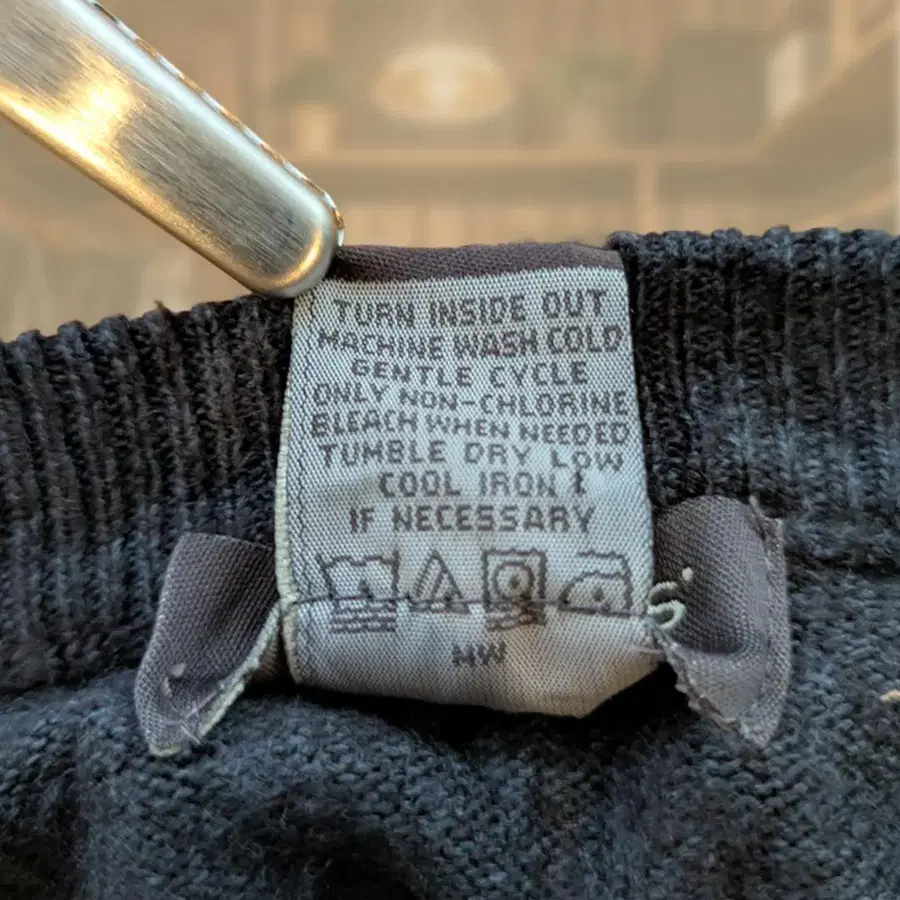 TURN INSIDE OUT
MACHINE WASH COLD
GENTLE CYCLE
ONLY NON-CHLORINE
BLEACH WHEN NEEDED
TUMBLE DRY LOW
COOL IRON
IF NECESSARY